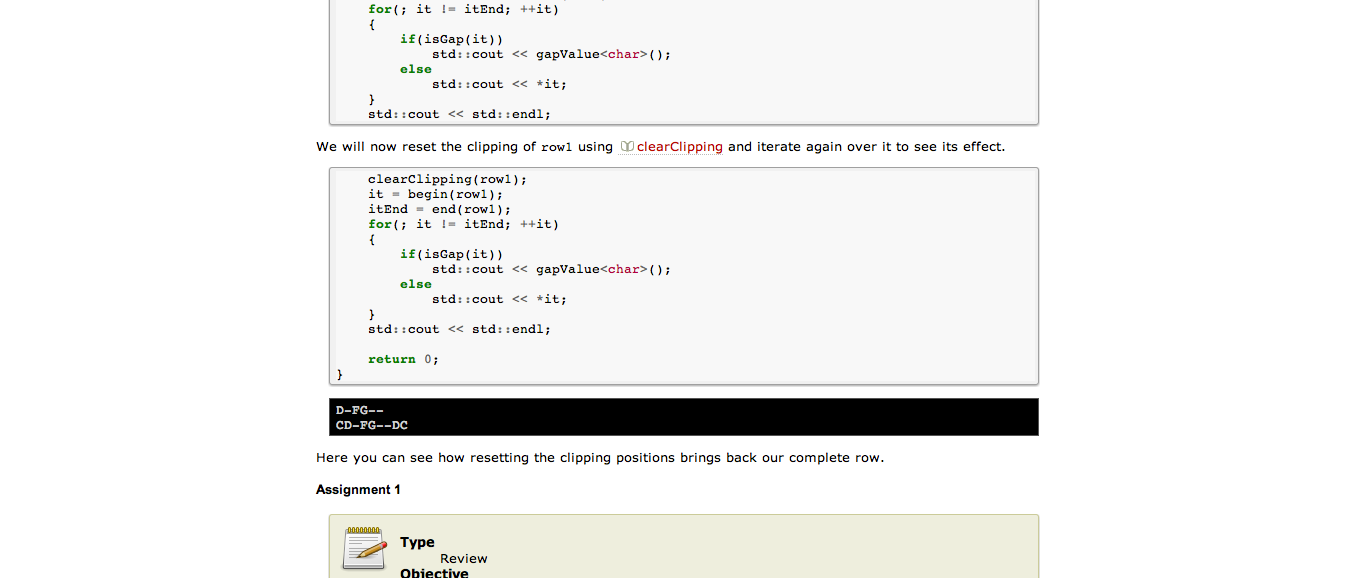 for(; it != itEnd; ++it)
    {
        if(isGap(it))
            std::cout << gapValue<char>();
        else
            std::cout << *it;
    }
    std::cout << std::endl;
We will now reset the clipping of row1 using clearClipping and iterate again over it to see its effect.
    clearClipping(row1);
    it = begin(row1);
    itEnd = end(row1);
    for(; it != itEnd; ++it)
    {
        if(isGap(it))
            std::cout << gapValue<char>();
        else
            std::cout << *it;
    }
    std::cout << std::endl;

    return 0;
}
D-FG--
CD-FG--DC
Here you can see how resetting the clipping positions brings back our complete row.
Assignment 1
Type
Review
Objective